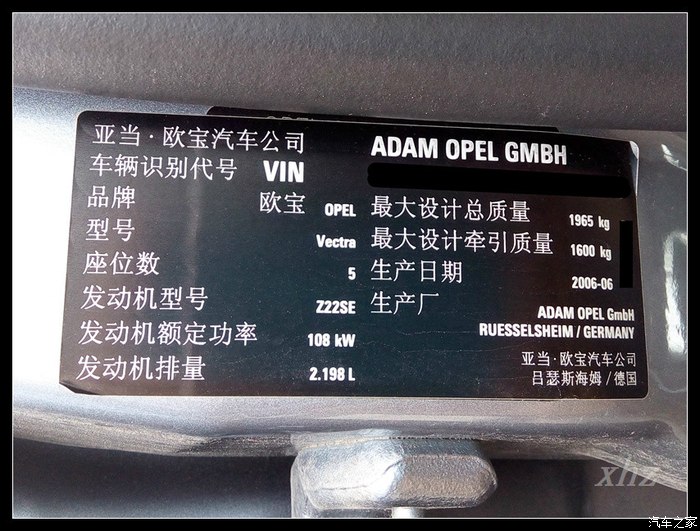 亚当·欧宝汽车公司 ADAM OPEL GMBH
车辆识别代号 VIN
品牌 欧宝 OPEL
型号 Vectra
座位数 5
发动机型号 Z22SE
发动机额定功率 108 kW
发动机排量 2.198 L
最大设计总质量 1965 kg
最大设计牵引质量 1600 kg
生产日期 2006-06
生产厂 ADAM OPEL GmbH
RUESSELSHEIM / GERMANY
亚当·欧宝汽车公司
吕瑟斯海姆 / 德国
xhz
汽车之家